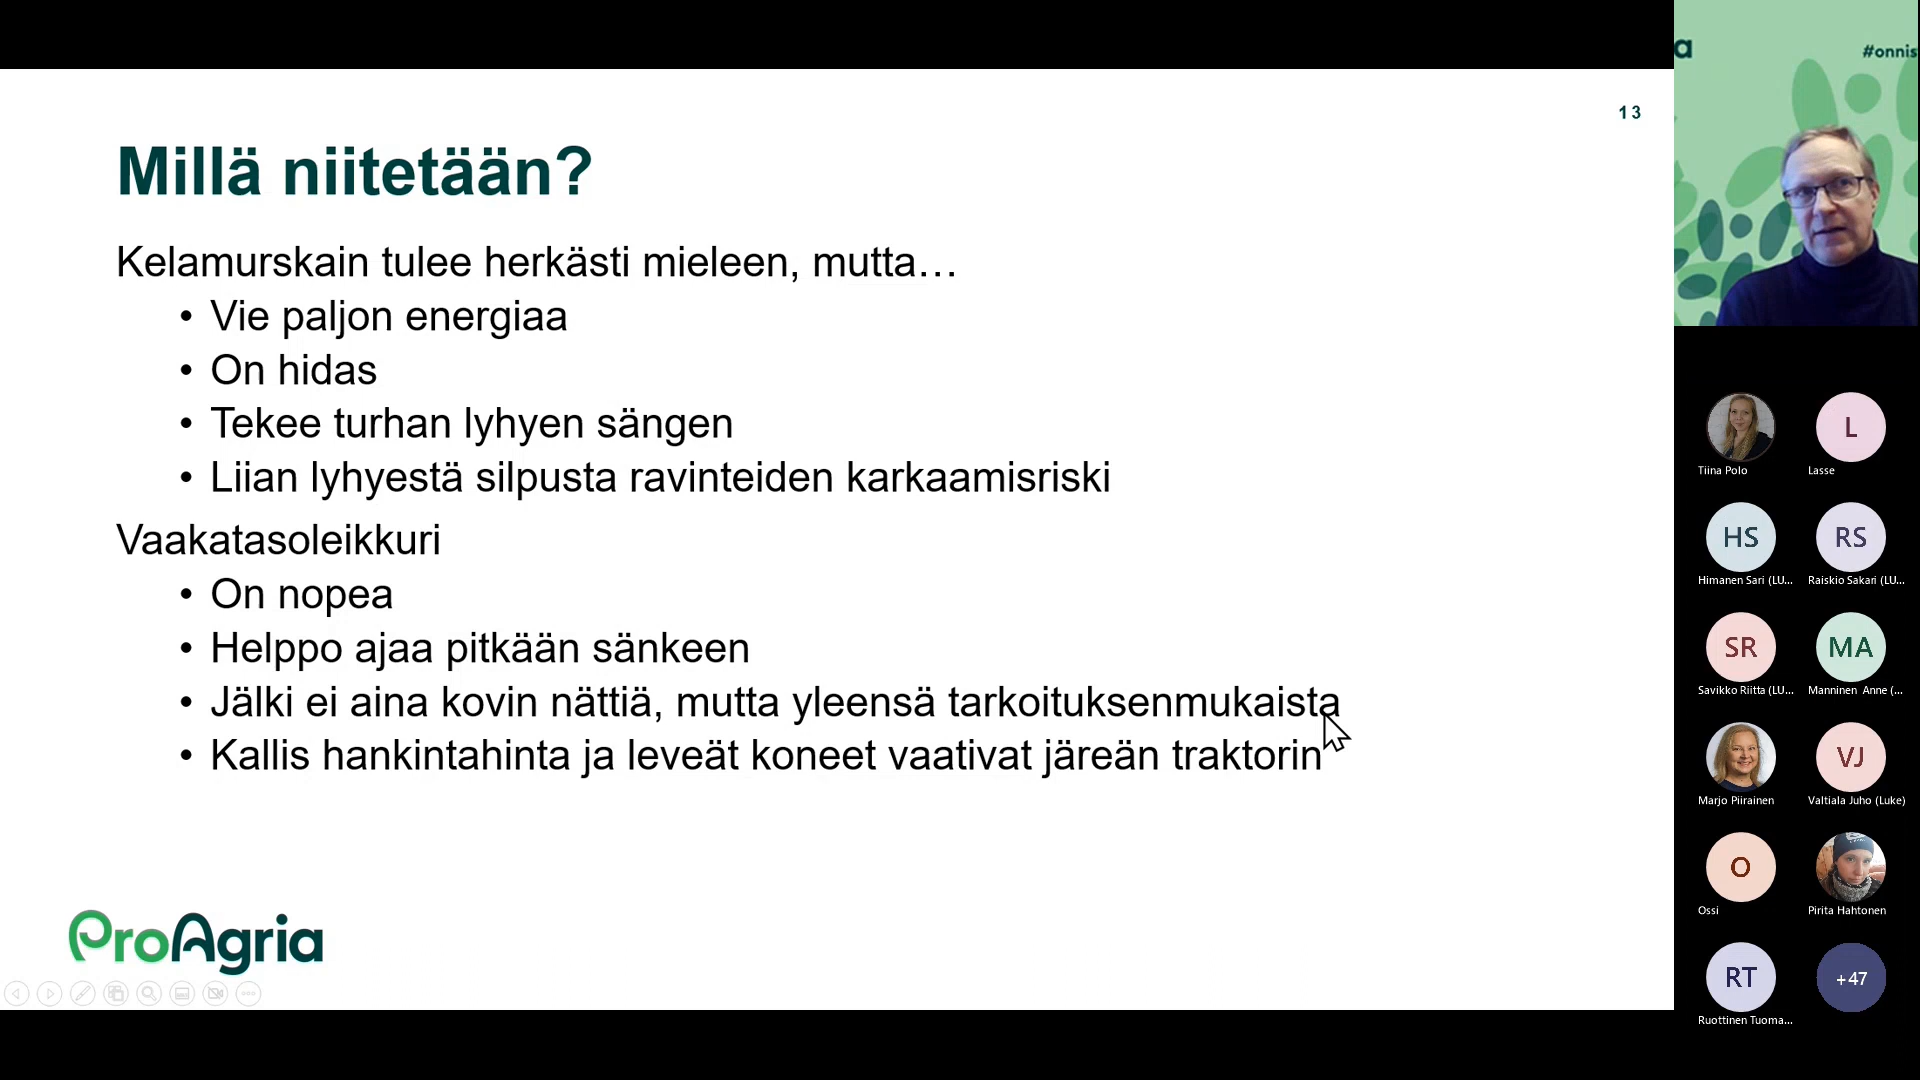 13
Millä niitetään?
Kelamurskain tulee herkästi mieleen, mutta…
• Vie paljon energiaa
• On hidas
• Tekee turhan lyhyen sängen
• Liian lyhyestä silpusta ravinteiden karkaamisriski
Vaakatasoleikkuri
• On nopea
• Helppo ajaa pitkään sänkeen
• Jälki ei aina kovin nättiä, mutta yleensä tarkoituksenmukaista
• Kallis hankintahinta ja leveät koneet vaativat järeän traktorin
ProAgria
a
#onnis
L
Tiina Polo
Lasse
HS
RS
Himanen Sari (LU...
Raiskio Sakari (LU...
SR
MA
Savikko Riitta (LU...
Manninen Anne (...
VJ
Marjo Piirainen
Valtiala Juho (Luke)
O
Ossi
Pirita Hahtonen
RT
+47
Ruottinen Tuoma...